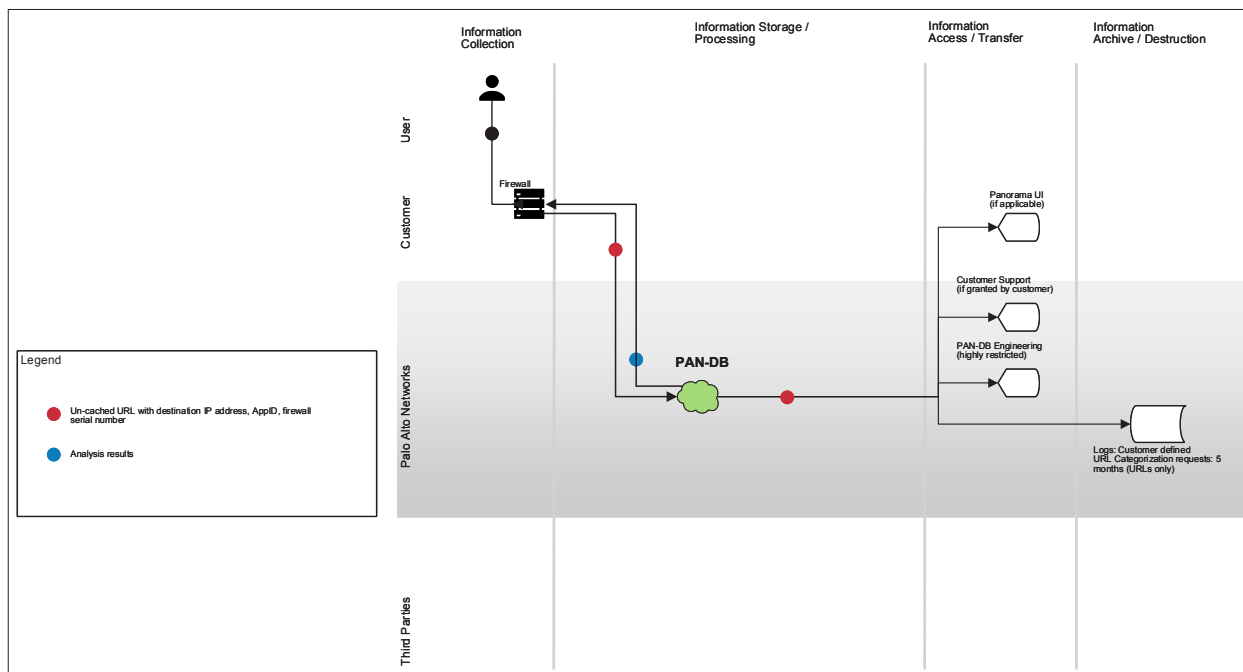 Information
Collection
Information Storage /
Processing
Information
Access / Transfer
Information
Archive / Destruction
User
Customer
Palo Alto Networks
Third Parties
Firewall
Panorama UI
(if applicable)
Customer Support
(if granted by customer)
PAN-DB Engineering
(highly restricted)
PAN-DB
Logs: Customer defined
URL Categorization requests: 5
months (URLs only)
Legend
Un-cached URL with destination IP address, AppID, firewall
serial number
Analysis results